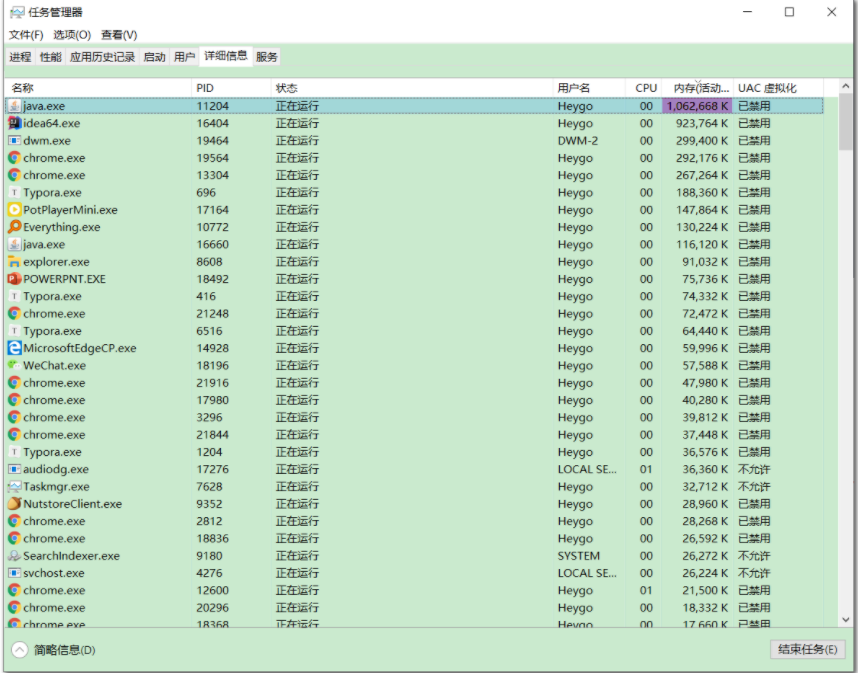 任务管理器
文件(F) 选项(O) 查看(V)
进程 性能 应用历史记录 启动 用户 详细信息 服务
名称 PID 状态 用户名 CPU 内存(活动... UAC 虚拟化
java.exe 11204 正在运行 Heygo 00 1,062,668 K 已禁用
idea64.exe 16404 正在运行 Heygo 00 923,764 K 已禁用
dwm.exe 19464 正在运行 DWM-2 00 299,400 K 已禁用
chrome.exe 19564 正在运行 Heygo 00 292,176 K 已禁用
chrome.exe 13304 正在运行 Heygo 00 267,264 K 已禁用
Typora.exe 696 正在运行 Heygo 00 188,360 K 已禁用
PotPlayerMini.exe 17164 正在运行 Heygo 00 147,864 K 已禁用
Everything.exe 10772 正在运行 Heygo 00 130,224 K 已禁用
java.exe 16660 正在运行 Heygo 00 116,120 K 已禁用
explorer.exe 8608 正在运行 Heygo 00 91,032 K 已禁用
POWERPNT.EXE 18492 正在运行 Heygo 00 75,736 K 已禁用
Typora.exe 416 正在运行 Heygo 00 74,332 K 已禁用
chrome.exe 21248 正在运行 Heygo 00 72,472 K 已禁用
Typora.exe 6516 正在运行 Heygo 00 64,440 K 已禁用
MicrosoftEdgeCP.exe 14928 正在运行 Heygo 00 59,996 K 已禁用
WeChat.exe 18196 正在运行 Heygo 00 57,588 K 已禁用
chrome.exe 21916 正在运行 Heygo 00 47,980 K 已禁用
chrome.exe 17980 正在运行 Heygo 00 40,280 K 已禁用
chrome.exe 3296 正在运行 Heygo 00 39,812 K 已禁用
chrome.exe 21844 正在运行 Heygo 00 37,448 K 已禁用
Typora.exe 1204 正在运行 Heygo 00 36,576 K 已禁用
audiodg.exe 17276 正在运行 LOCAL SE... 01 36,360 K 不允许
Taskmgr.exe 7628 正在运行 Heygo 00 32,712 K 不允许
NutstoreClient.exe 9352 正在运行 Heygo 00 28,960 K 已禁用
chrome.exe 2812 正在运行 Heygo 00 28,268 K 已禁用
chrome.exe 18836 正在运行 Heygo 00 26,592 K 已禁用
SearchIndexer.exe 9180 正在运行 SYSTEM 00 26,272 K 不允许
svchost.exe 4276 正在运行 LOCAL SE... 00 26,224 K 不允许
chrome.exe 12600 正在运行 Heygo 01 21,500 K 已禁用
chrome.exe 20296 正在运行 Heygo 00 18,332 K 已禁用
chrome.exe 18368 正在运行 Heygo 00 17,660 K 已禁用
简略信息(D) 结束任务(E)